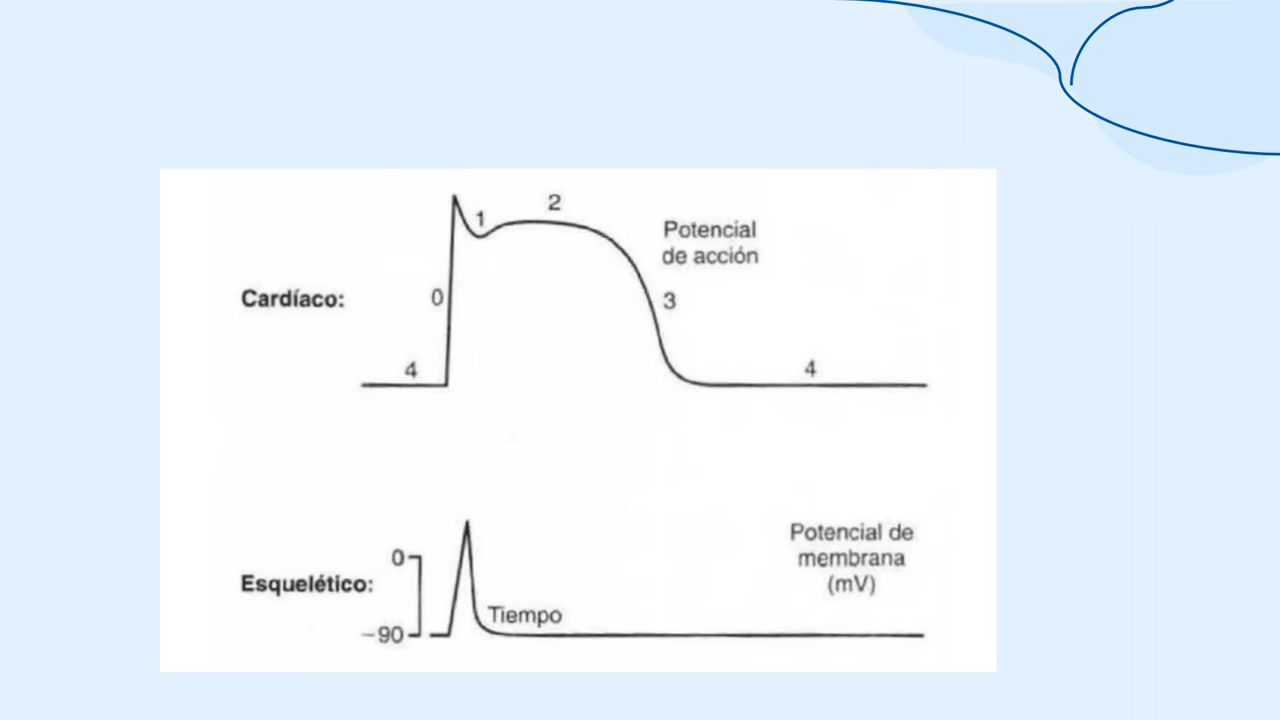 2
1
Potencial
de acción
Cardíaco:
0
3
4
4
Potencial de
membrana
(mV)
0
Esquelético:
Tiempo
−90